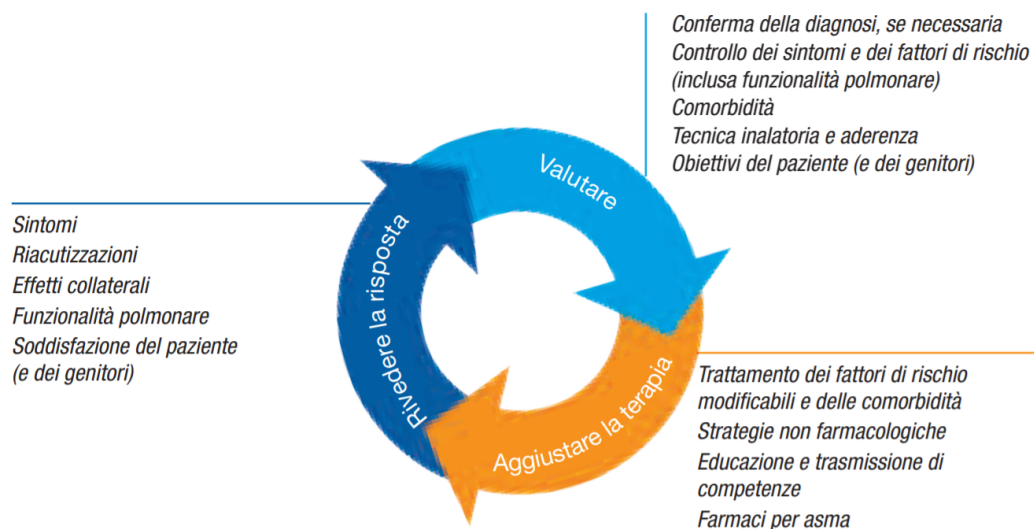 Conferma della diagnosi, se necessaria
Controllo dei sintomi e dei fattori di rischio
(inclusa funzionalità polmonare)
Comorbidità
Tecnica inalatoria e aderenza
Obiettivi del paziente (e dei genitori)
Valutare
Rivedere la risposta
Sintomi
Riacutizzazioni
Effetti collaterali
Funzionalità polmonare
Soddisfazione del paziente
(e dei genitori)
Aggiustare la terapia
Trattamento dei fattori di rischio
modificabili e delle comorbidità
Strategie non farmacologiche
Educazione e trasmissione di
competenze
Farmaci per asma